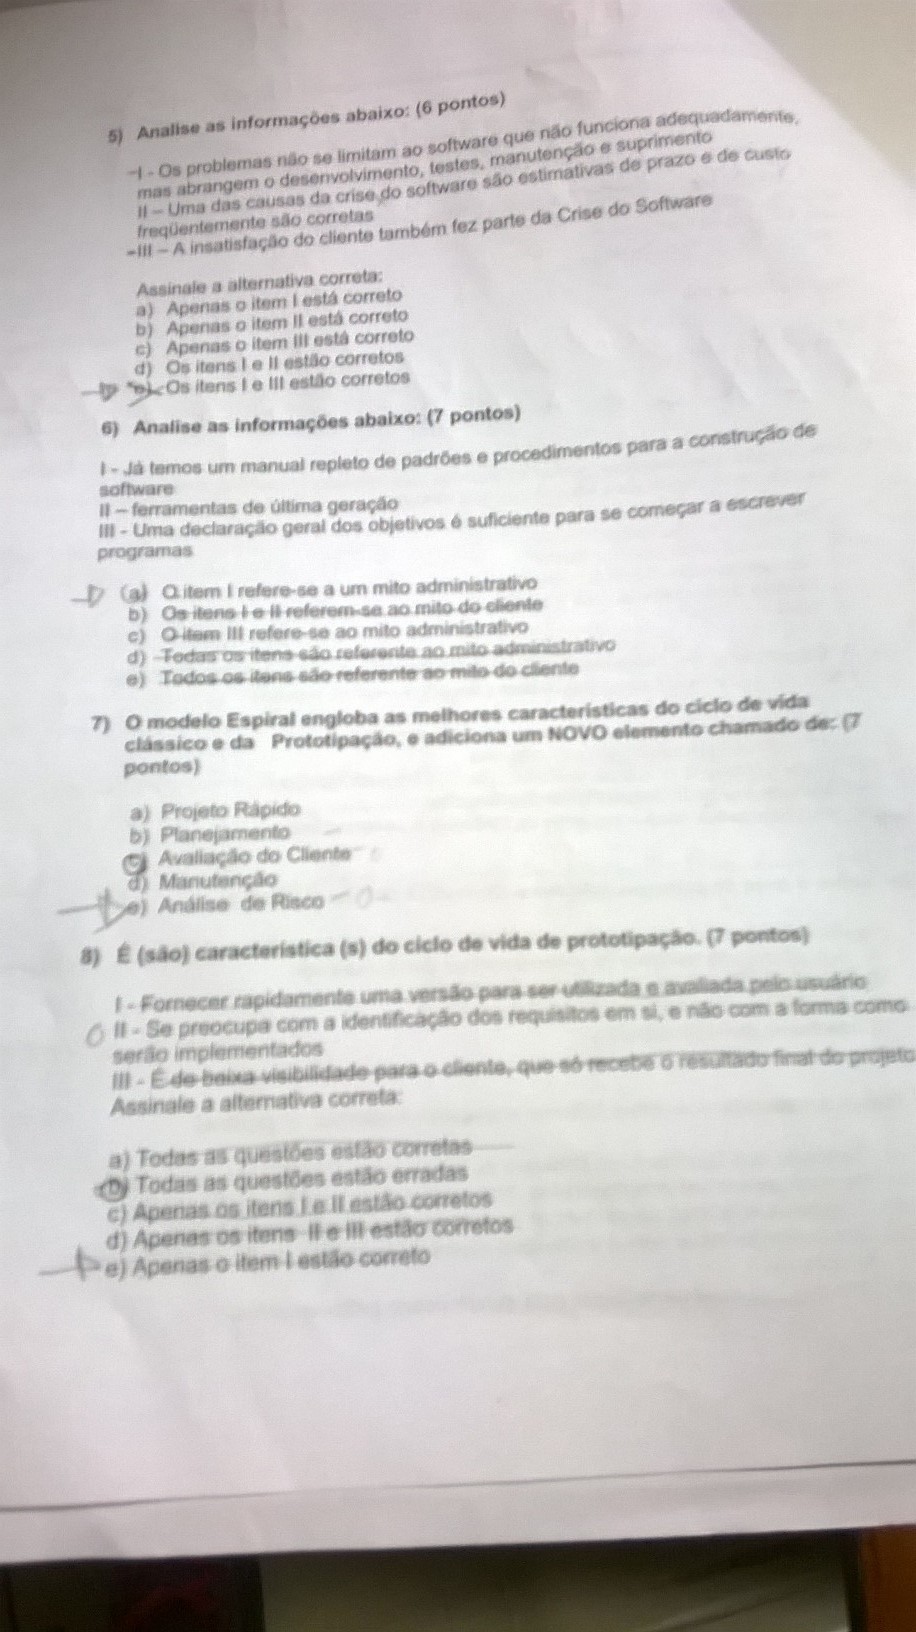 5) Analise as informações abaixo: (6 pontos)
I - Os problemas não se limitam ao software que não funciona adequadamente,
mas abrangem o desenvolvimento, testes, manutenção e suprimento
II – Uma das causas da crise do software são estimativas de prazo e de custo
freqüentemente são corretas
III – A insatisfação do cliente também fez parte da Crise do Software
Assinale a alternativa correta:
a) Apenas o item I está correto
b) Apenas o item II está correto
c) Apenas o item III está correto
d) Os itens I e II estão corretos
e) Os itens I e III estão corretos
6) Analise as informações abaixo: (7 pontos)
I - Já temos um manual repleto de padrões e procedimentos para a construção de
software
II – ferramentas de última geração
III - Uma declaração geral dos objetivos é suficiente para se começar a escrever
programas
a) O item I refere-se a um mito administrativo
b) Os itens I e II referem-se ao mito do cliente
c) O item III refere-se ao mito administrativo
d) Todas os itens são referente ao mito administrativo
e) Todos os itens são referente ao mito do cliente
7) O modelo Espiral engloba as melhores características do ciclo de vida
clássico e da Prototipação, e adiciona um NOVO elemento chamado de: (7
pontos)
a) Projeto Rápido
b) Planejamento
c) Avaliação do Cliente
d) Manutenção
e) Análise de Risco
8) É (são) característica (s) do ciclo de vida de prototipação. (7 pontos)
I - Fornecer rapidamente uma versão para ser utilizada e avaliada pelo usuário
II - Se preocupa com a identificação dos requisitos em si, e não com a forma como
serão implementados
III - É de baixa visibilidade para o cliente, que só recebe o resultado final do projeto
Assinale a alternativa correta:
a) Todas as questões estão corretas
b) Todas as questões estão erradas
c) Apenas os itens I e II estão corretos
d) Apenas os itens II e III estão corretos
e) Apenas o item I estão correto